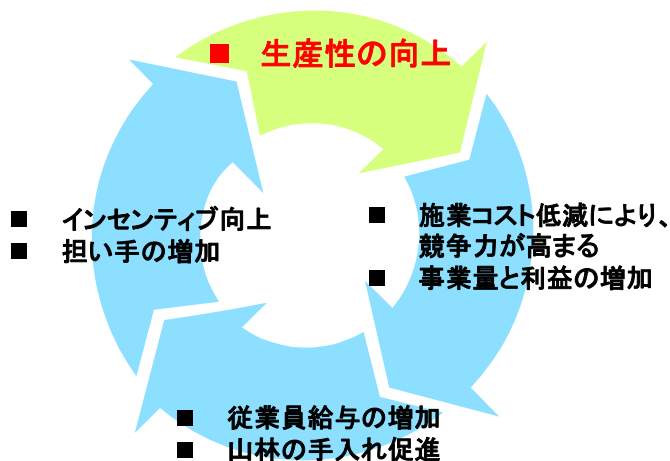 ■ 生産性の向上
■ 施業コスト低減により、
競争力が高まる
■ 事業量と利益の増加
■ 従業員給与の増加
■ 山林の手入れ促進
■ インセンティブ向上
■ 担い手の増加